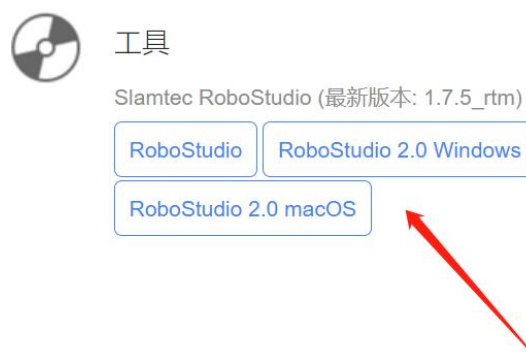 工具
Slamtec RoboStudio (最新版本: 1.7.5_rtm)
RoboStudio RoboStudio 2.0 Windows
RoboStudio 2.0 macOS